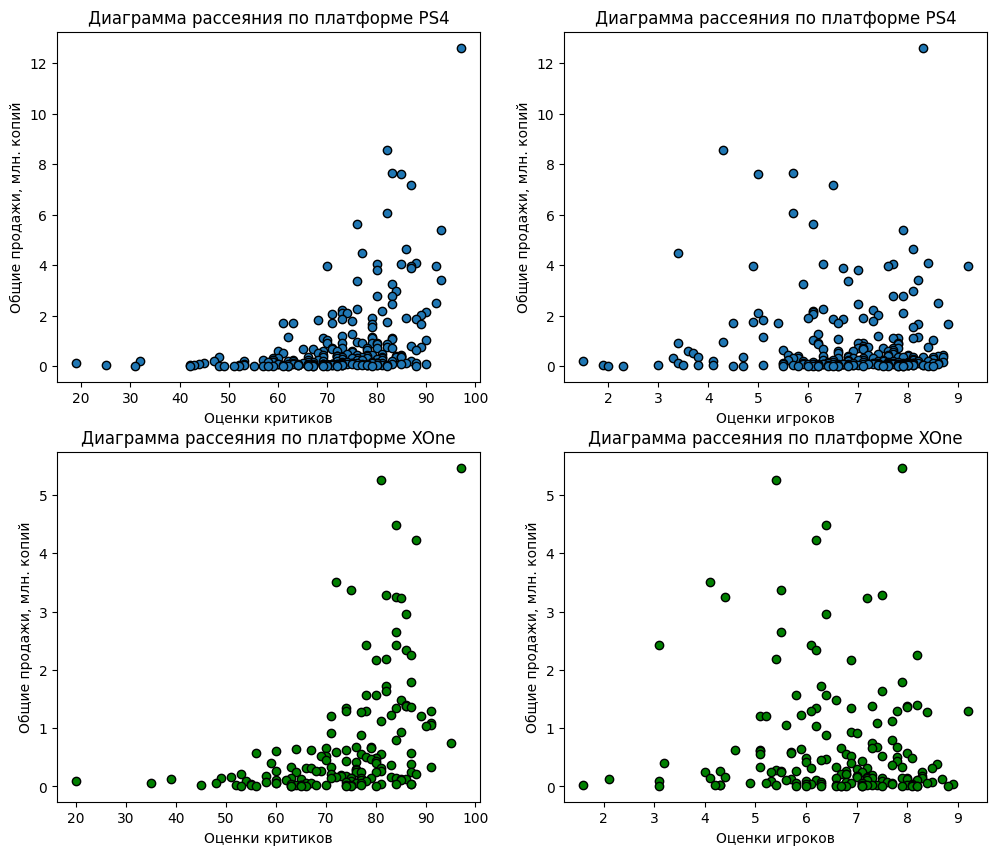 Диаграмма рассеяния по платформе PS4
Общие продажи, млн. копий
12
10
8
6
4
2
0
20 30 40 50 60 70 80 90 100
Оценки критиков
Диаграмма рассеяния по платформе PS4
Общие продажи, млн. копий
12
10
8
6
4
2
0
2 3 4 5 6 7 8 9
Оценки игроков
Диаграмма рассеяния по платформе XOne
Общие продажи, млн. копий
5
4
3
2
1
0
20 30 40 50 60 70 80 90 100
Оценки критиков
Диаграмма рассеяния по платформе XOne
Общие продажи, млн. копий
5
4
3
2
1
0
2 3 4 5 6 7 8 9
Оценки игроков